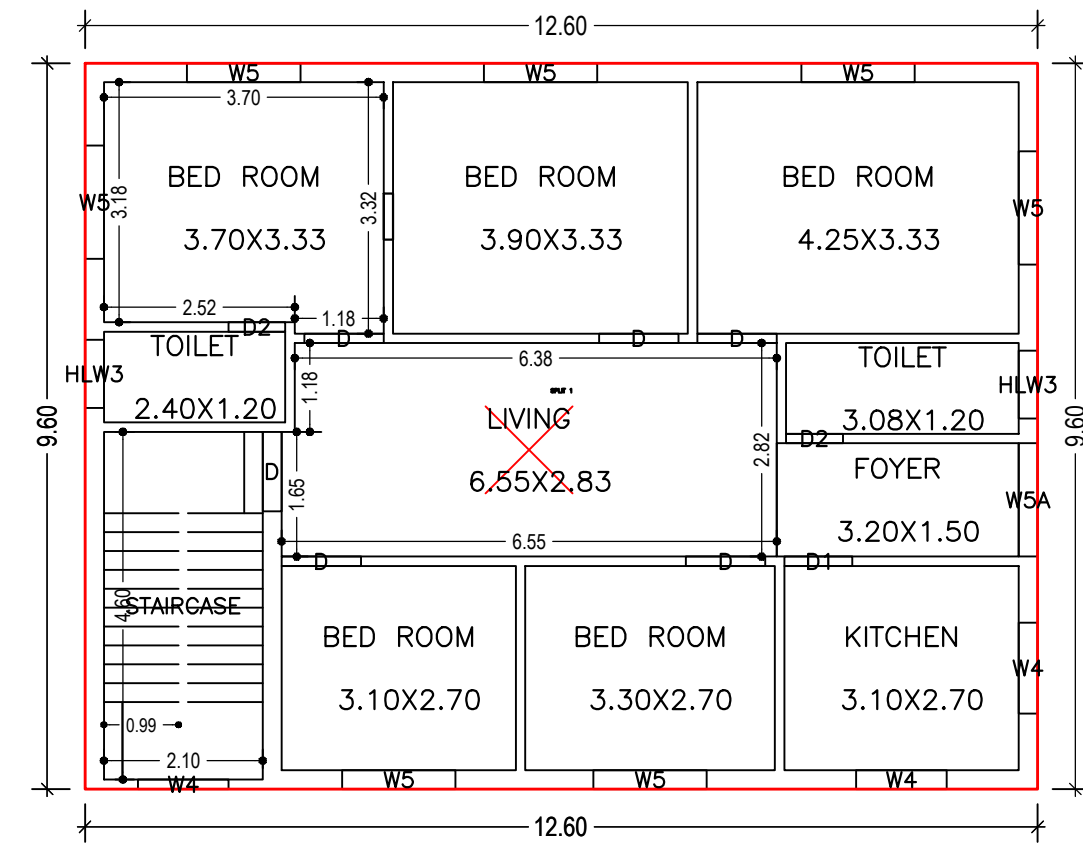 12.60
W5
W5
W5
3.70
BED ROOM
3.70X3.33
BED ROOM
3.90X3.33
BED ROOM
4.25X3.33
W5
3.18
3.32
W5
2.52
1.18
D2
D
D
D
TOILET
2.40X1.20
HLW3
1.18
6.38
SPLIT 1
LIVING
6.55X2.83
2.82
TOILET
3.08X1.20
HLW3
D2
9.60
9.60
FOYER
3.20X1.50
W5A
D
1.65
6.55
D
D
D1
STAIRCASE
4.60
BED ROOM
3.10X2.70
BED ROOM
3.30X2.70
KITCHEN
3.10X2.70
W4
0.99
2.10
W4
W5
W5
W4
12.60